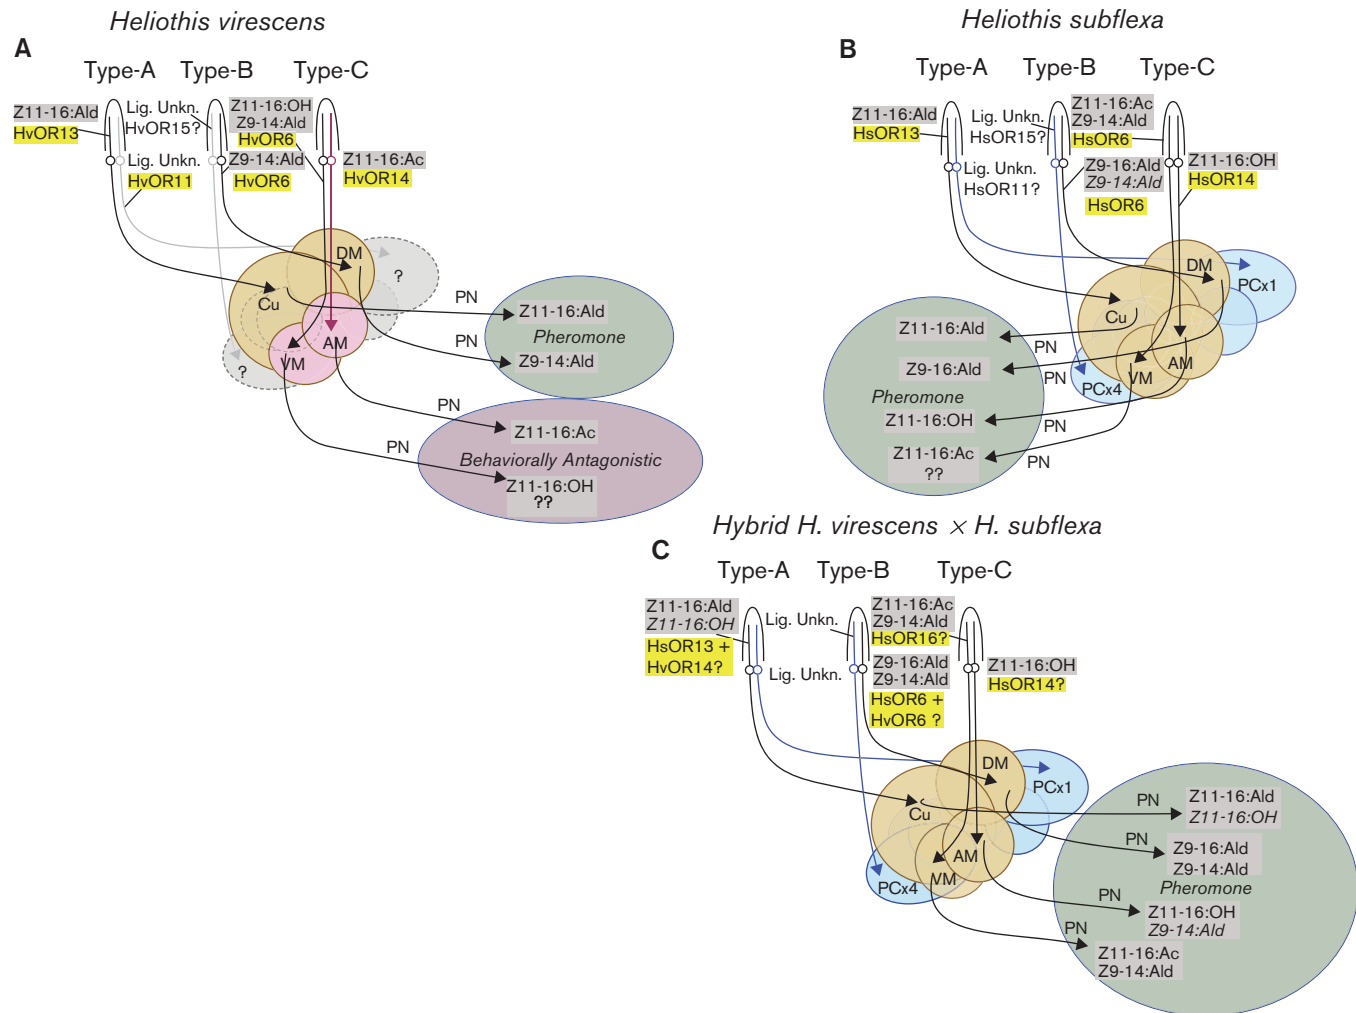 Heliothis virescens
A
Type-A Type-B Type-C
Z11-16:Ald
HvOR13
Lig. Unkn.
HvOR15?
Z11-16:OH
Z9-14:Ald
HvOR6
Lig. Unkn.
HvOR11
Z9-14:Ald
HvOR6
Z11-16:Ac
HvOR14
DM
?
Cu
AM
VM
?
PN
PN
Z11-16:Ald
Pheromone
Z9-14:Ald
PN
PN
Z11-16:Ac
Behaviorally Antagonistic
Z11-16:OH
??
Heliothis subflexa
B
Type-A Type-B Type-C
Z11-16:Ald
HsOR13
Lig. Unkn.
HsOR15?
Z11-16:Ac
Z9-14:Ald
HsOR6
Lig. Unkn.
HsOR11?
Z9-16:Ald
Z9-14:Ald
HsOR6
Z11-16:OH
HsOR14
DM
PCx1
Cu
AM
VM
PCx4
Z11-16:Ald
PN
Z9-16:Ald
PN
Pheromone
Z11-16:OH
PN
Z11-16:Ac
??
PN
Hybrid H. virescens × H. subflexa
C
Type-A Type-B Type-C
Z11-16:Ald
Z11-16:OH
HsOR13 +
HvOR14?
Lig. Unkn.
Z11-16:Ac
Z9-14:Ald
HsOR16?
Lig. Unkn.
Z9-16:Ald
Z9-14:Ald
HsOR6 +
HvOR6 ?
Z11-16:OH
HsOR14?
DM
PCx1
Cu
AM
VM
PCx4
PN
Z11-16:Ald
Z11-16:OH
PN
Z9-16:Ald
Z9-14:Ald
Pheromone
PN
Z11-16:OH
Z9-14:Ald
PN
Z11-16:Ac
Z9-14:Ald